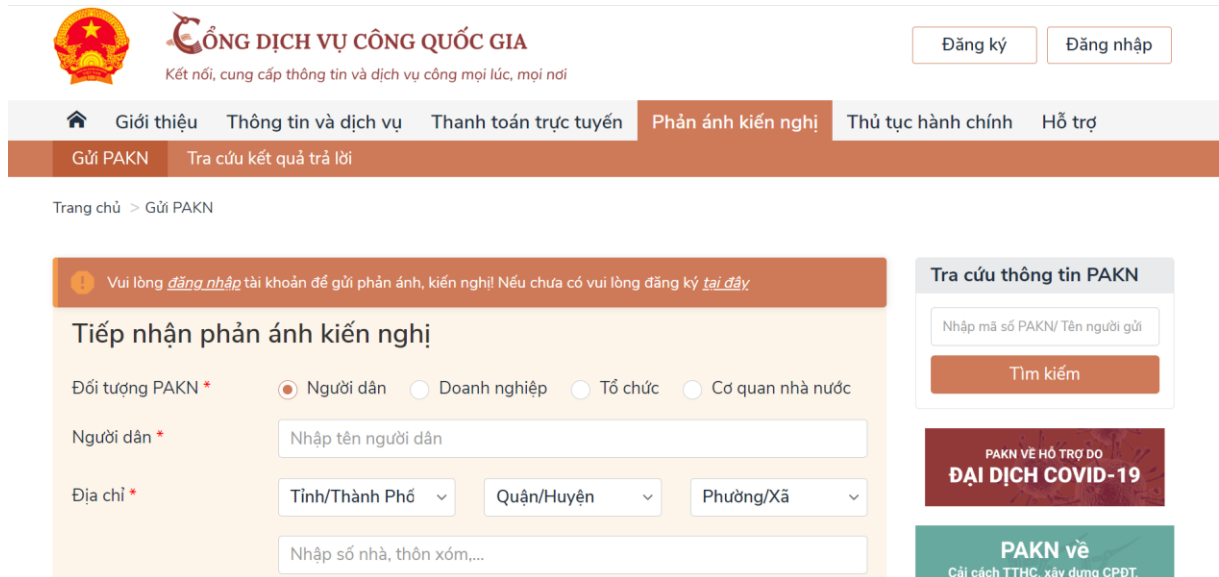 CỔNG DỊCH VỤ CÔNG QUỐC GIA
Kết nối, cung cấp thông tin và dịch vụ công mọi lúc, mọi nơi
Đăng ký
Đăng nhập
Giới thiệu
Thông tin và dịch vụ
Thanh toán trực tuyến
Phản ánh kiến nghị
Thủ tục hành chính
Hỗ trợ
Gửi PAKN
Tra cứu kết quả trả lời
Trang chủ > Gửi PAKN
Vui lòng đăng nhập tài khoản để gửi phản ánh, kiến nghị! Nếu chưa có vui lòng đăng ký tại đây
Tiếp nhận phản ánh kiến nghị
Đối tượng PAKN *
Người dân
Doanh nghiệp
Tổ chức
Cơ quan nhà nước
Người dân *
Nhập tên người dân
Địa chỉ *
Tỉnh/Thành Phố
Quận/Huyện
Phường/Xã
Nhập số nhà, thôn xóm,...
Tra cứu thông tin PAKN
Nhập mã số PAKN/ Tên người gửi
Tìm kiếm
PAKN VỀ HỖ TRỢ DO
ĐẠI DỊCH COVID-19
PAKN về
Cải cách TTHC, xây dựng CPĐT,